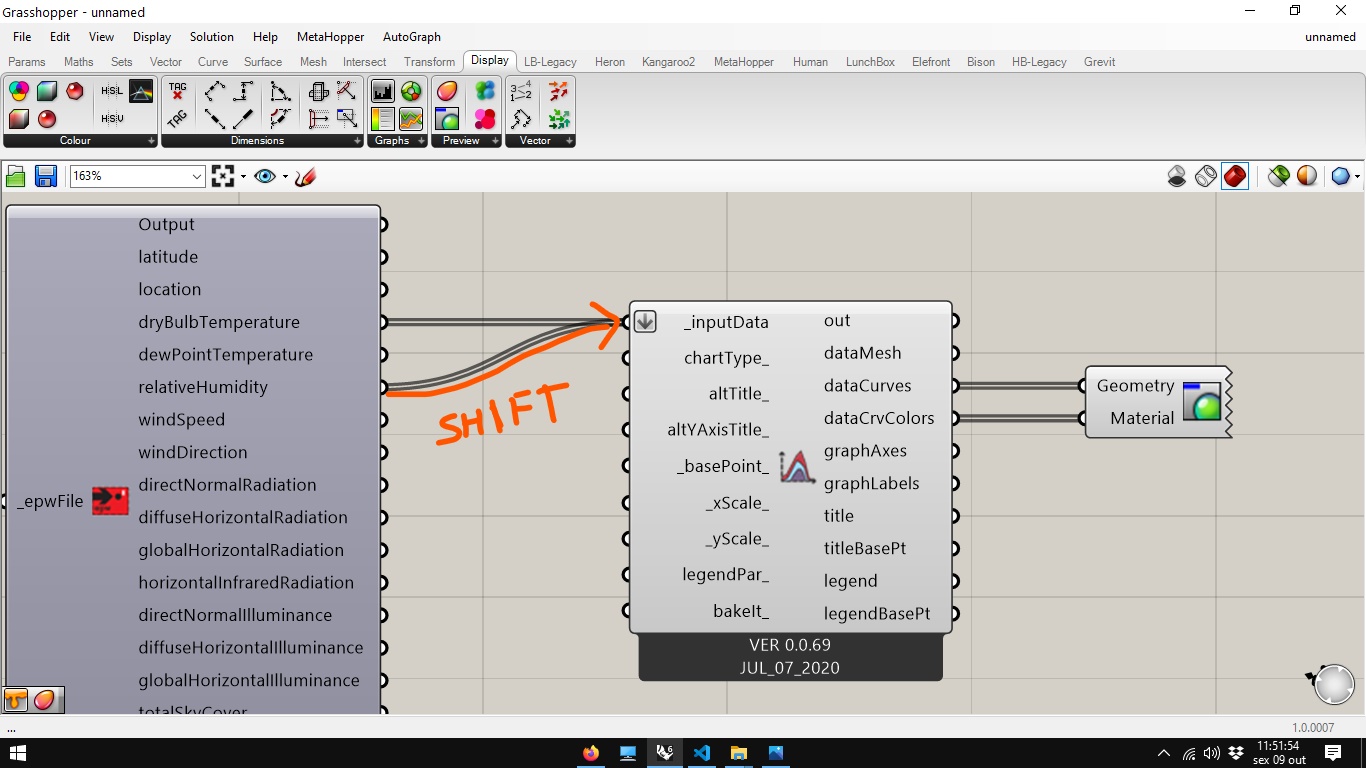 Grasshopper - unnamed
File Edit View Display Solution Help MetaHopper AutoGraph unnamed
Params Maths Sets Vector Curve Surface Mesh Intersect Transform Display LB-Legacy Heron Kangaroo2 MetaHopper Human LunchBox Elefront Bison HB-Legacy Grevit
H|S|L
H|S|V
TAG
TAG
1.2
3.4
Colour Dimensions Graphs Preview Vector
163%
Output
latitude
location
dryBulbTemperature
dewPointTemperature
relativeHumidity
windSpeed
windDirection
directNormalRadiation
diffuseHorizontalRadiation
globalHorizontalRadiation
horizontalInfraredRadiation
directNormalIlluminance
diffuseHorizontalIlluminance
globalHorizontalIlluminance
totalSkyCover
_epwFile
SHIFT
_inputData
chartType_
altTitle_
altYAxisTitle_
_basePoint_
_xScale_
_yScale_
legendPar_
bakeIt_
out
dataMesh
dataCurves
dataCrvColors
graphAxes
graphLabels
title
titleBasePt
legend
legendBasePt
VER 0.0.69
JUL_07_2020
Geometry
Material
...
1.0.0007
11:51:54
sex 09 out